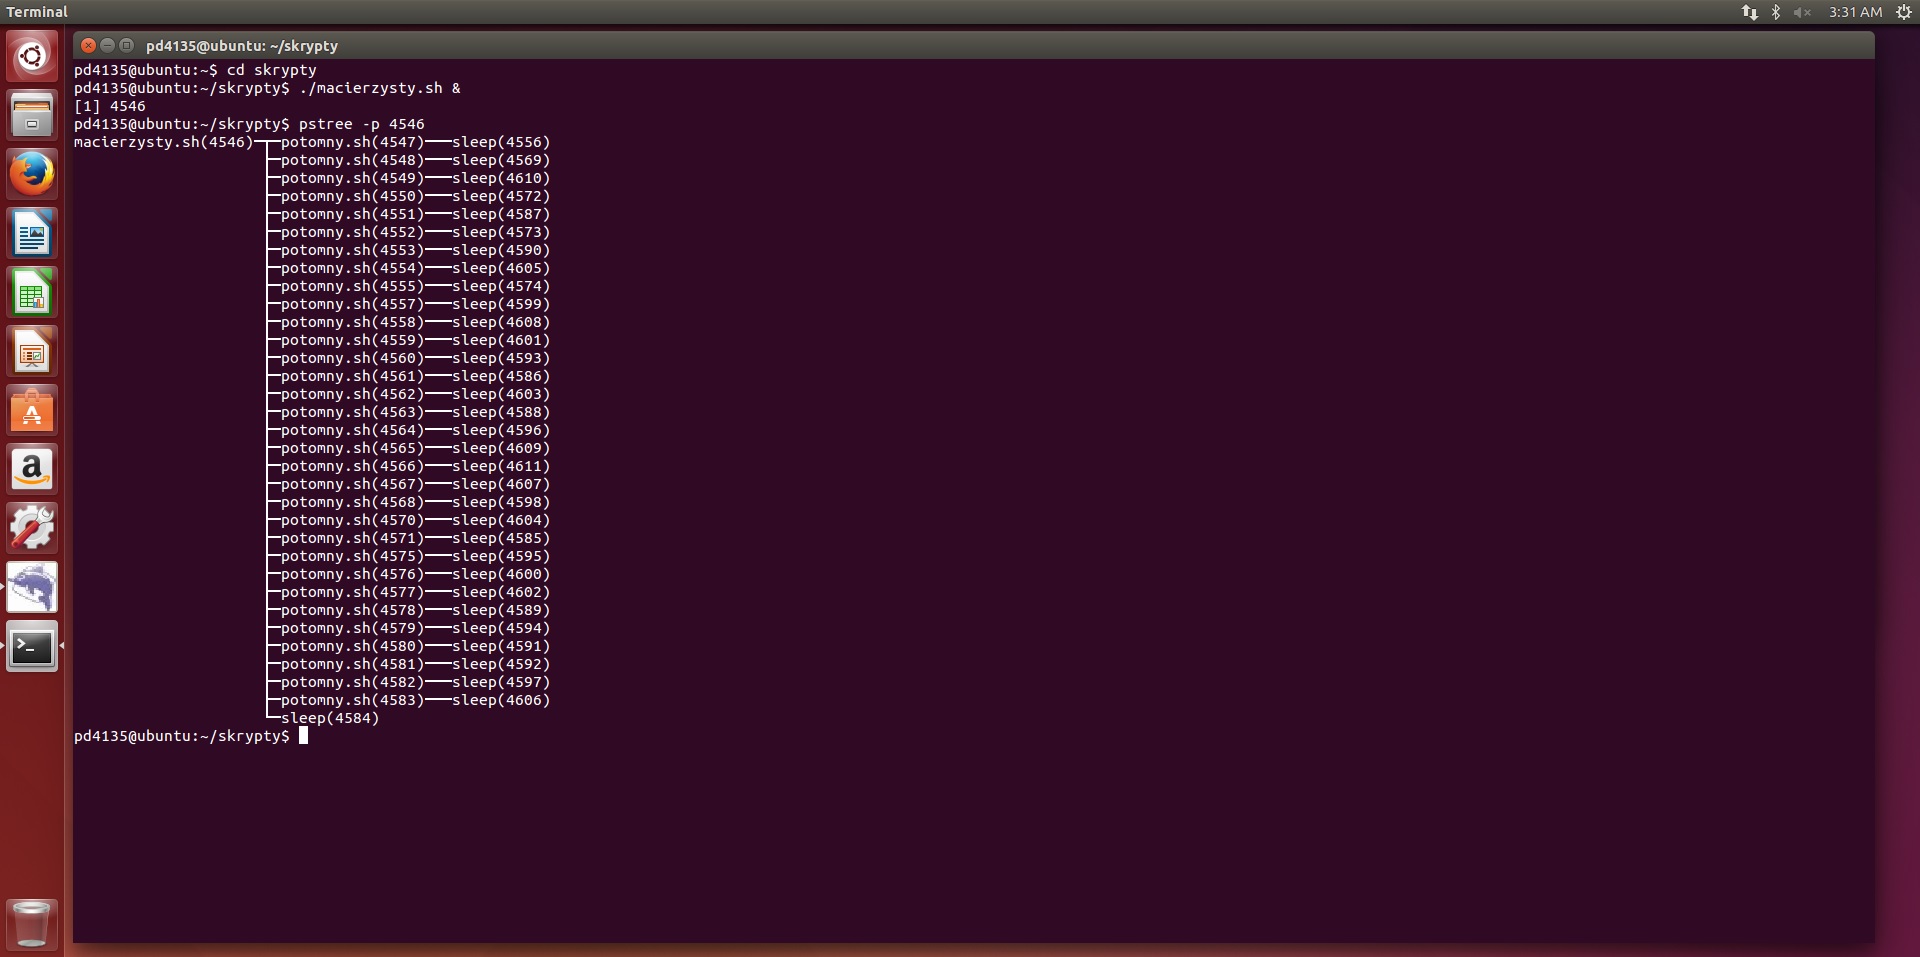 Terminal
3:31 AM
pd4135@ubuntu: ~/skrypty
pd4135@ubuntu:~$ cd skrypty
pd4135@ubuntu:~/skrypty$ ./macierzysty.sh &
[1] 4546
pd4135@ubuntu:~/skrypty$ pstree -p 4546
macierzysty.sh(4546)─┬─potomny.sh(4547)───sleep(4556)
├─potomny.sh(4548)───sleep(4569)
├─potomny.sh(4549)───sleep(4610)
├─potomny.sh(4550)───sleep(4572)
├─potomny.sh(4551)───sleep(4587)
├─potomny.sh(4552)───sleep(4573)
├─potomny.sh(4553)───sleep(4590)
├─potomny.sh(4554)───sleep(4605)
├─potomny.sh(4555)───sleep(4574)
├─potomny.sh(4557)───sleep(4599)
├─potomny.sh(4558)───sleep(4608)
├─potomny.sh(4559)───sleep(4601)
├─potomny.sh(4560)───sleep(4593)
├─potomny.sh(4561)───sleep(4586)
├─potomny.sh(4562)───sleep(4603)
├─potomny.sh(4563)───sleep(4588)
├─potomny.sh(4564)───sleep(4596)
├─potomny.sh(4565)───sleep(4609)
├─potomny.sh(4566)───sleep(4611)
├─potomny.sh(4567)───sleep(4607)
├─potomny.sh(4568)───sleep(4598)
├─potomny.sh(4570)───sleep(4604)
├─potomny.sh(4571)───sleep(4585)
├─potomny.sh(4575)───sleep(4595)
├─potomny.sh(4576)───sleep(4600)
├─potomny.sh(4577)───sleep(4602)
├─potomny.sh(4578)───sleep(4589)
├─potomny.sh(4579)───sleep(4594)
├─potomny.sh(4580)───sleep(4591)
├─potomny.sh(4581)───sleep(4592)
├─potomny.sh(4582)───sleep(4597)
├─potomny.sh(4583)───sleep(4606)
└─sleep(4584)
pd4135@ubuntu:~/skrypty$